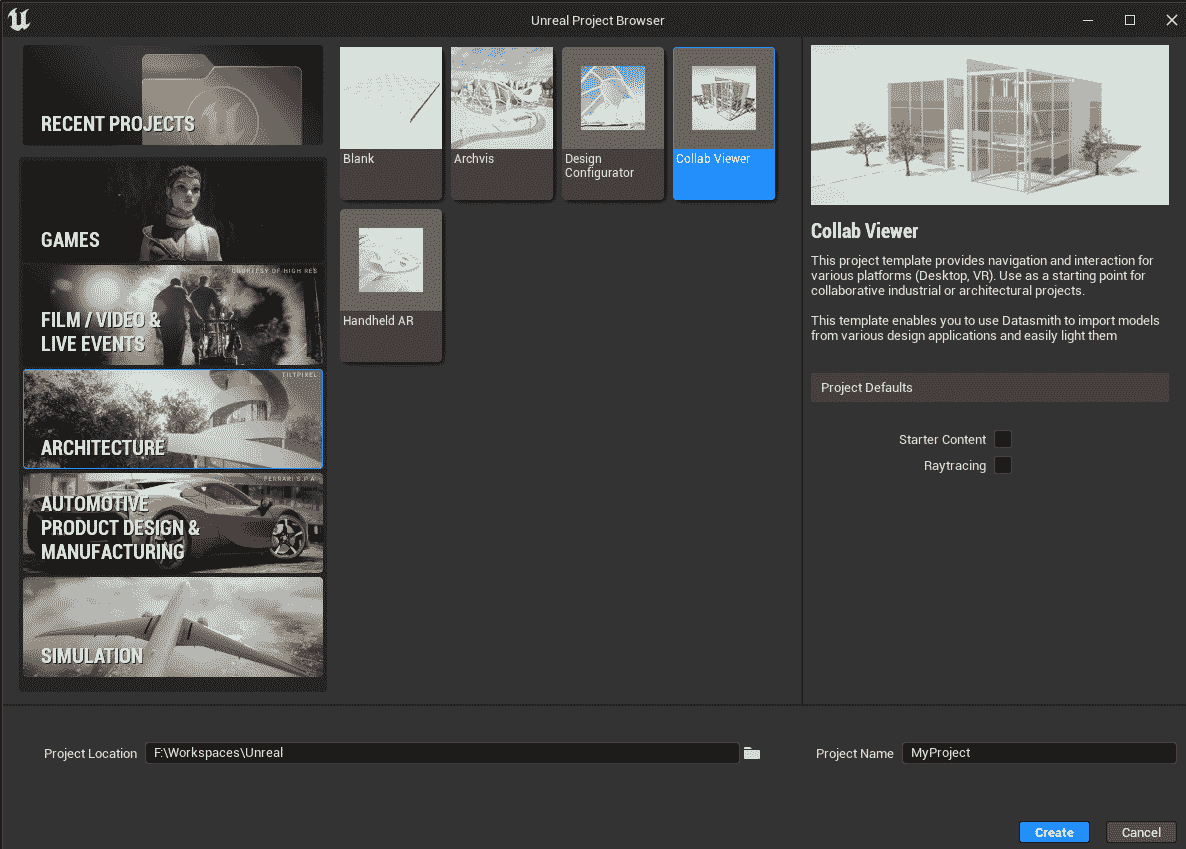 Unreal Project Browser
RECENT PROJECTS
GAMES
COURTESY OF HIGH RES
FILM / VIDEO &
LIVE EVENTS
TILTPIXEL
ARCHITECTURE
FERRARI S.P.A.
AUTOMOTIVE
PRODUCT DESIGN &
MANUFACTURING
SIMULATION
Blank
Archvis
Design
Configurator
Collab Viewer
Handheld AR
Collab Viewer
This project template provides navigation and interaction for
various platforms (Desktop, VR). Use as a starting point for
collaborative industrial or architectural projects.
This template enables you to use Datasmith to import models
from various design applications and easily light them
Project Defaults
Starter Content
Raytracing
Project Location
F:\Workspaces\Unreal
Project Name
MyProject
Create
Cancel